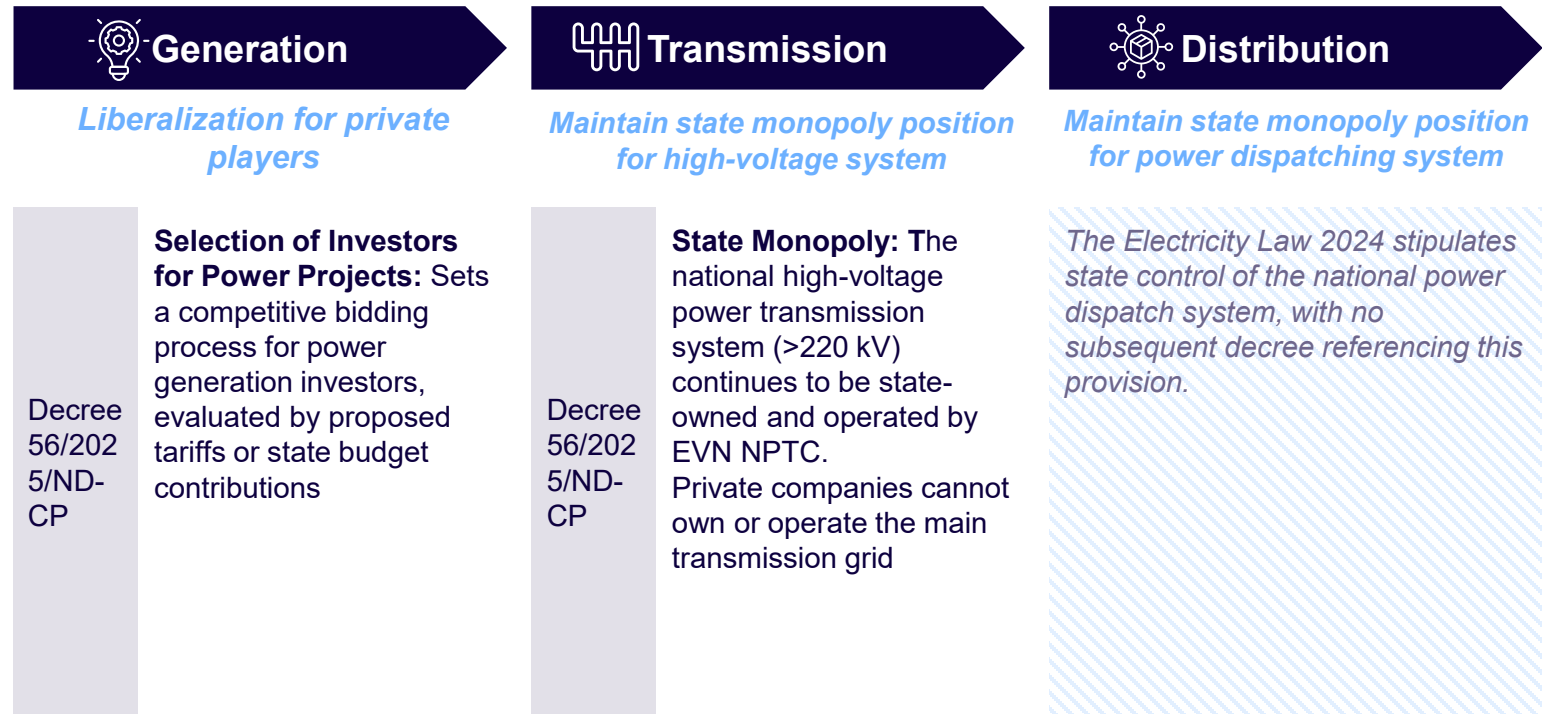 Generation
Liberalization for private
players
Decree
56/202
5/ND-
CP
Selection of Investors
for Power Projects: Sets
a competitive bidding
process for power
generation investors,
evaluated by proposed
tariffs or state budget
contributions
Transmission
Maintain state monopoly position
for high-voltage system
Decree
56/202
5/ND-
CP
State Monopoly: The
national high-voltage
power transmission
system (>220 kV)
continues to be state-
owned and operated by
EVN NPTC.
Private companies cannot
own or operate the main
transmission grid
Distribution
Maintain state monopoly position
for power dispatching system
The Electricity Law 2024 stipulates
state control of the national power
dispatch system, with no
subsequent decree referencing this
provision.